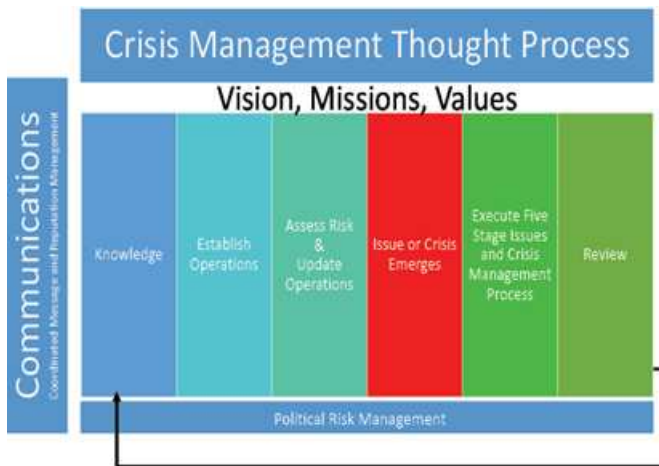 Crisis Management Thought Process
Vision, Missions, Values
Communications
Coordinated Message and Reputation Management
Knowledge
Establish
Operations
Assess Risk
&
Update
Operations
Issue or Crisis
Emerges
Execute Five
Stage Issues
and Crisis
Management
Process
Review
Political Risk Management